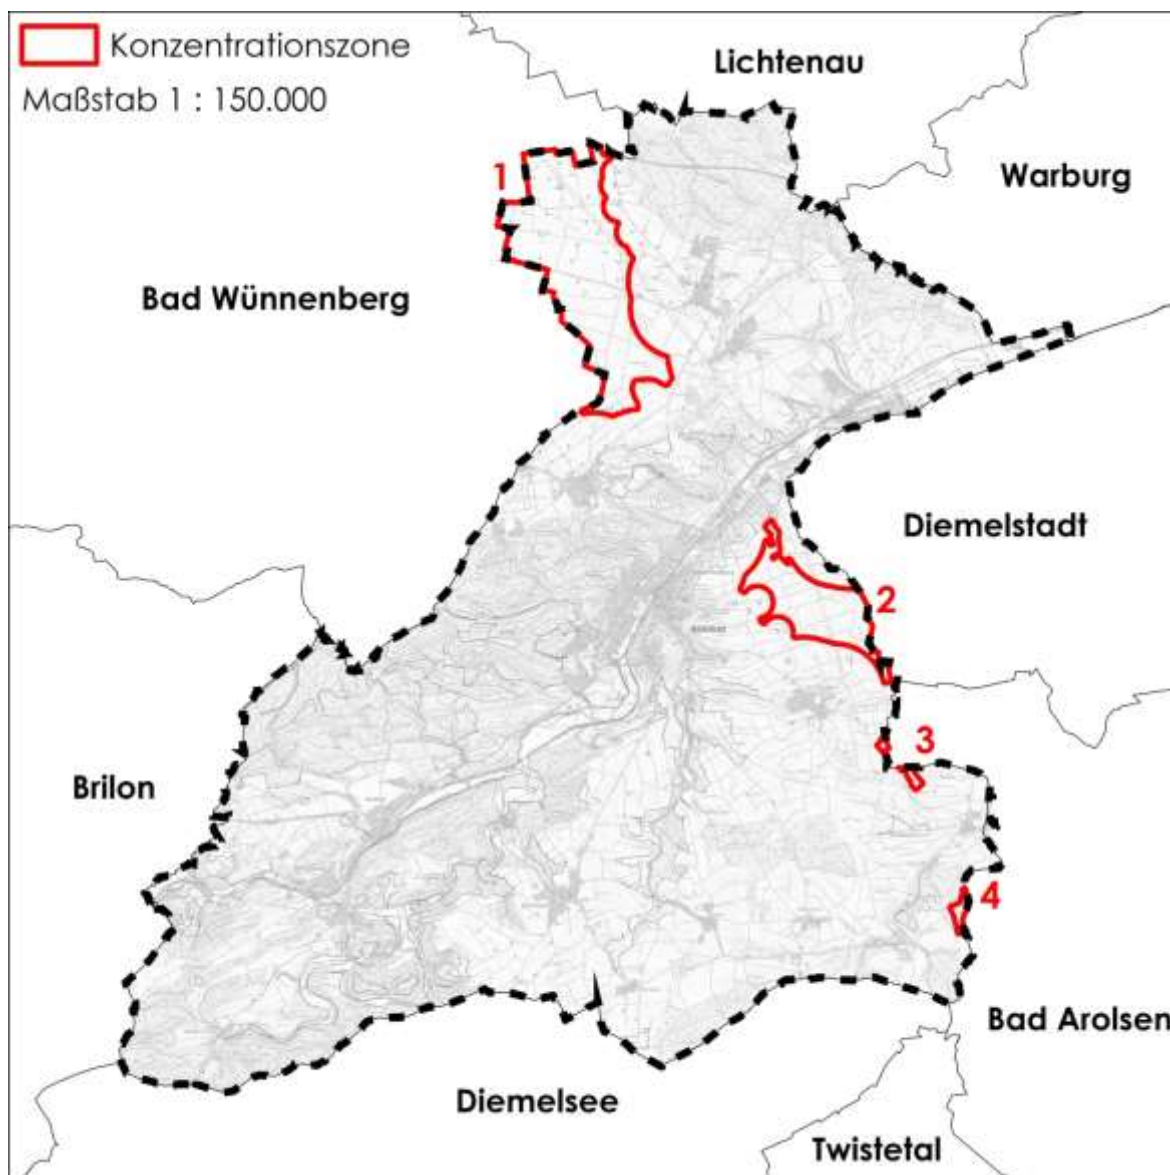 Konzentrationszone
Maßstab 1 : 150.000
Lichtenau
Warburg
1
Bad Wünnenberg
Diemelstadt
2
3
Brilon
4
Bad Arolsen
Diemelsee
Twistetal